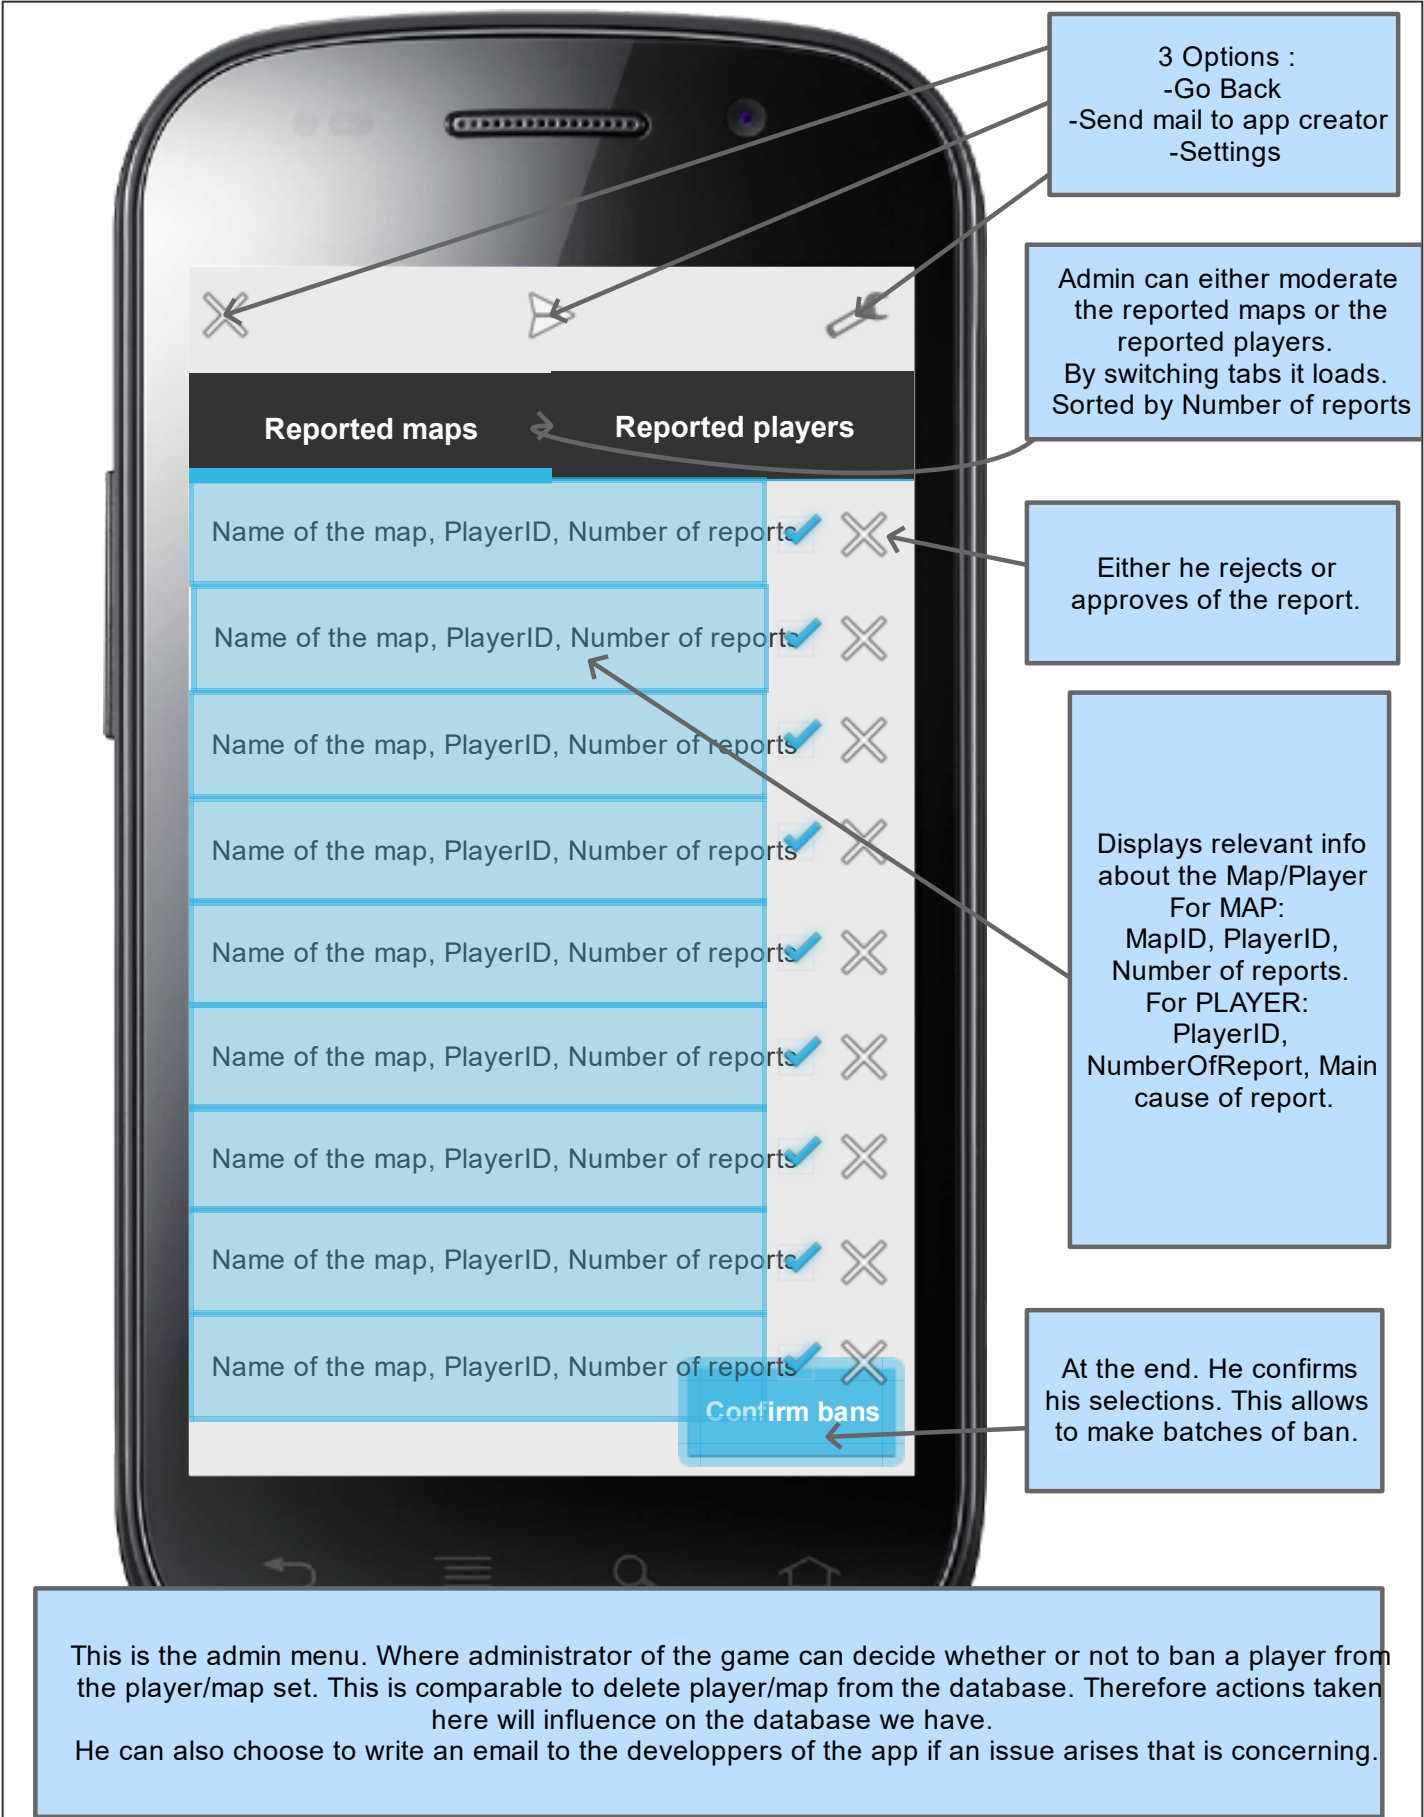 3 Options :
-Go Back
-Send mail to app creator
-Settings
Admin can either moderate
the reported maps or the
reported players.
By switching tabs it loads.
Sorted by Number of reports
Reported maps
Reported players
Name of the map, PlayerID, Number of reports
Either he rejects or
approves of the report.
Name of the map, PlayerID, Number of reports
Name of the map, PlayerID, Number of reports
Name of the map, PlayerID, Number of reports
Name of the map, PlayerID, Number of reports
Name of the map, PlayerID, Number of reports
Name of the map, PlayerID, Number of reports
Name of the map, PlayerID, Number of reports
Name of the map, PlayerID, Number of reports
Displays relevant info
about the Map/Player
For MAP:
MapID, PlayerID,
Number of reports.
For PLAYER:
PlayerID,
NumberOfReport, Main
cause of report.
Confirm bans
At the end. He confirms
his selections. This allows
to make batches of ban.
This is the admin menu. Where administrator of the game can decide whether or not to ban a player from
the player/map set. This is comparable to delete player/map from the database. Therefore actions taken
here will influence on the database we have.
He can also choose to write an email to the developpers of the app if an issue arises that is concerning.